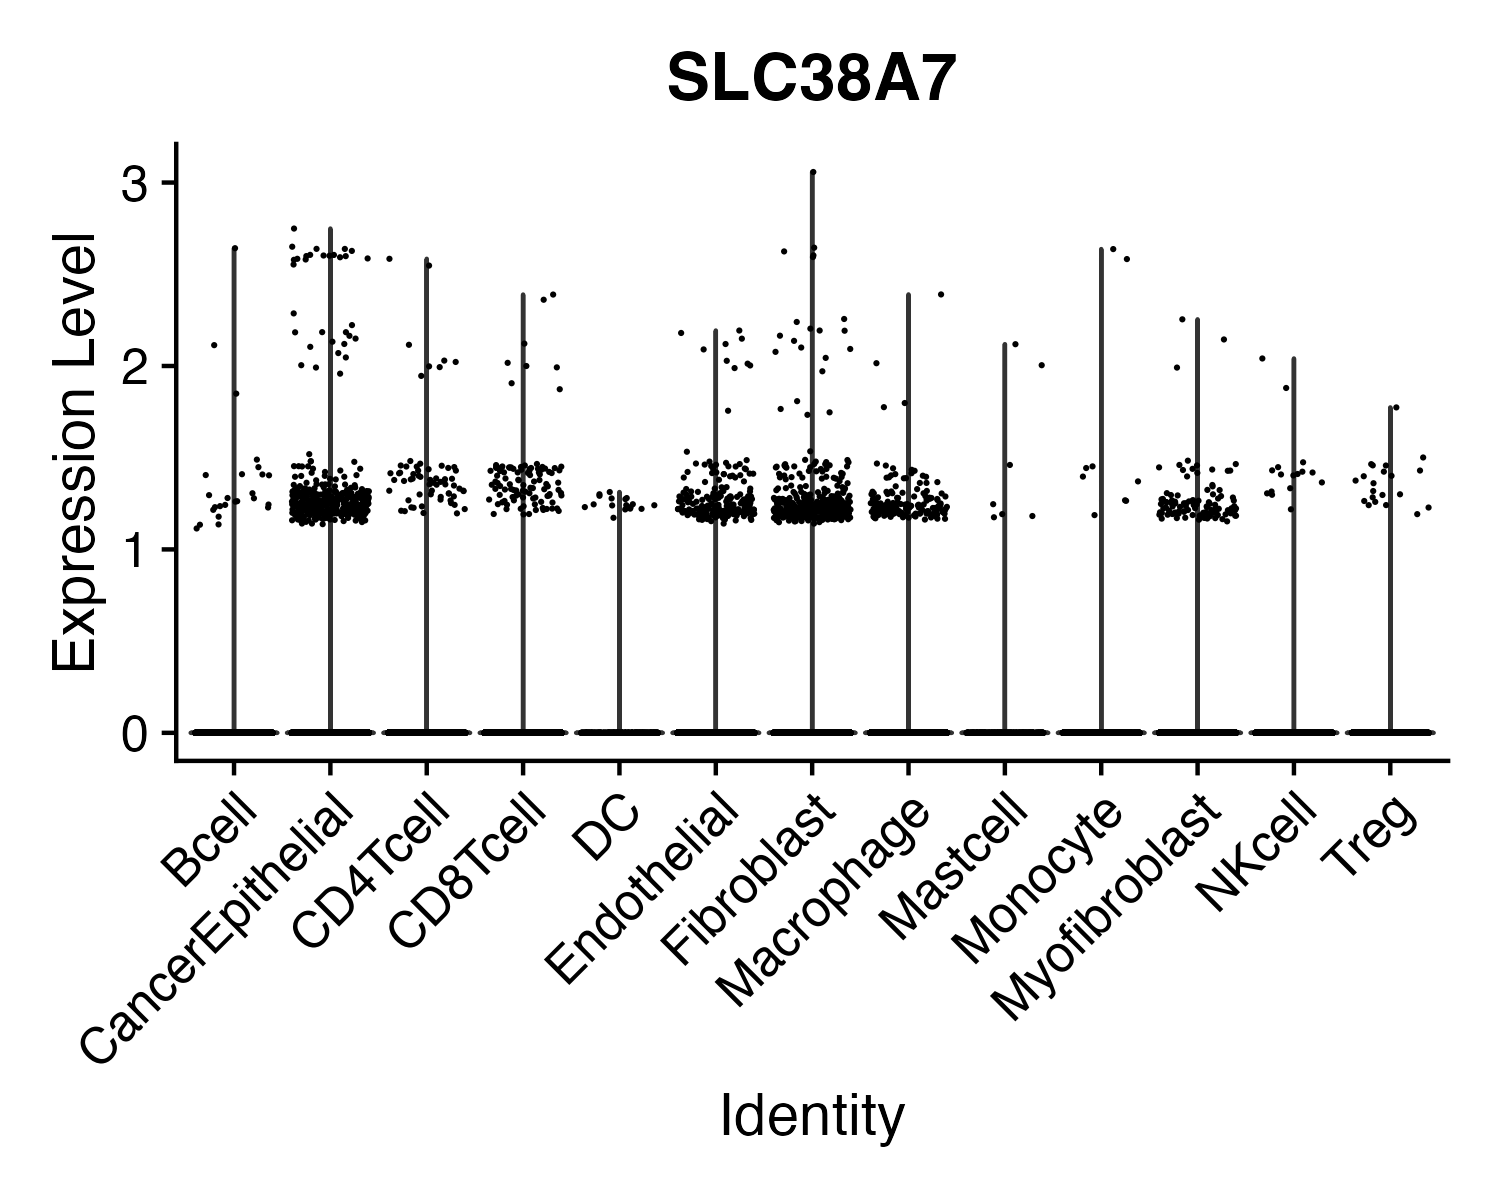 SLC38A7
Expression Level
3
2
1
0
Bcell
CancerEpithelial
CD4Tcell
CD8Tcell
DC
Endothelial
Fibroblast
Macrophage
Mastcell
Monocyte
Myofibroblast
NKcell
Treg
Identity